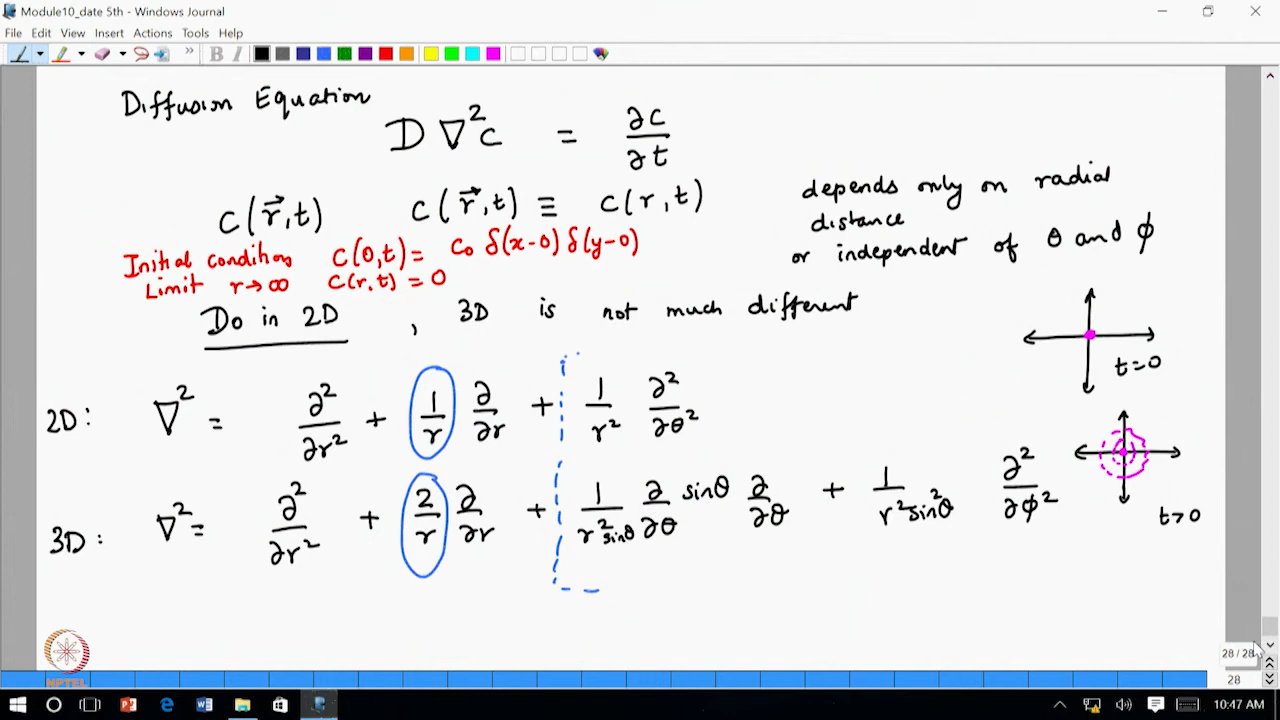 Module10_date 5th - Windows Journal
File Edit View Insert Actions Tools Help
B I
Diffusion Equation
D ∇²c = ∂c/∂t
c(r⃗,t) c(r⃗,t) ≡ c(r,t)
depends only on radial
distance
or independent of θ and ϕ
Initial condition, c(0,t) = c₀ δ(x-0) δ(y-0)
Limit r→∞ c(r,t) = 0
Do in 2D, 3D is not much different
t=0
2D: ∇² = ∂²/∂r² + 1/r ∂/∂r + 1/r² ∂²/∂θ²
3D: ∇² = ∂²/∂r² + 2/r ∂/∂r + 1/r² sinθ ∂/∂θ sinθ ∂/∂θ + 1/r² sin²θ ∂²/∂ϕ²
t>0
NPTEL
28 / 28
28
10:47 AM